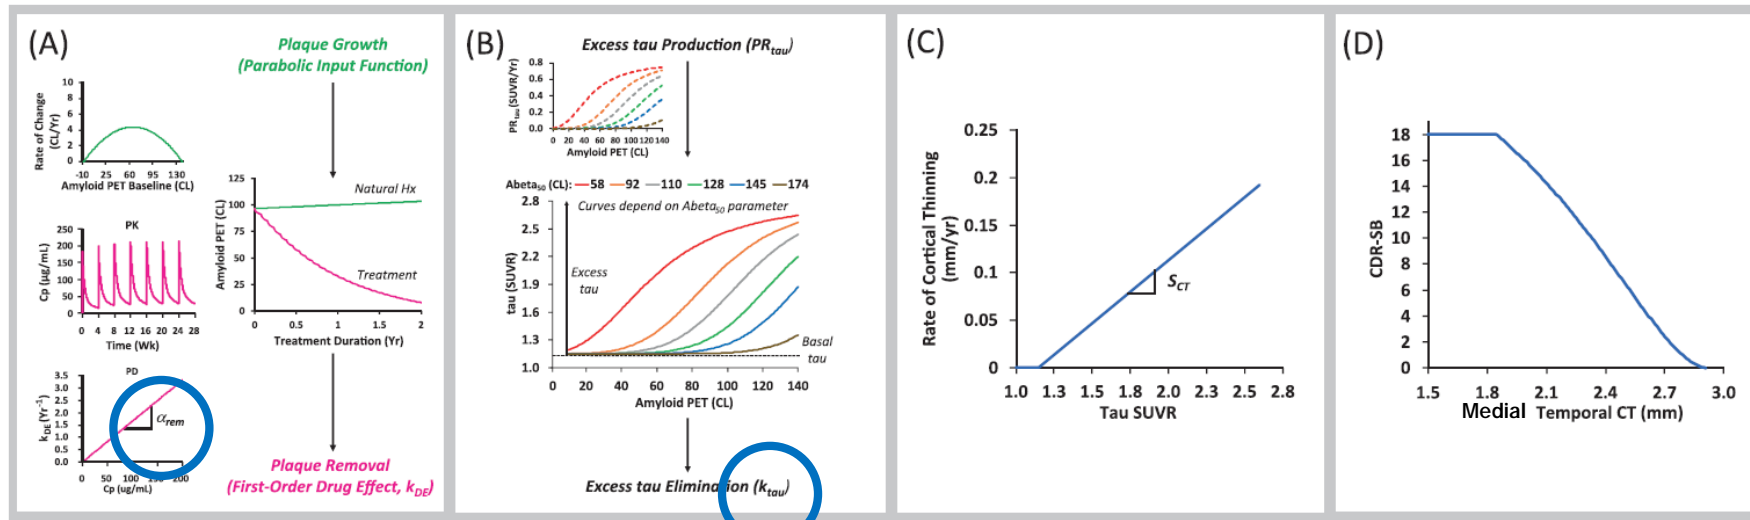 (A)
Plaque Growth
(Parabolic Input Function)
Rate of Change
(CL/Yr)
10
8
6
4
2
0
-10 25 60 95 130
Amyloid PET Baseline (CL)
PK
Cp (µg/mL)
250
200
150
100
50
0
0 4 8 12 16 20 24 28
Time (Wk)
Amyloid PET (CL)
125
100
75
50
25
0
Natural Hx
Treatment
0 0.5 1 1.5 2
Treatment Duration (Yr)
PD
kDE (Yr-1)
3.5
3.0
2.5
2.0
1.5
1.0
0.5
0.0
αrem
0 50 100 150 200
Cp (ug/mL)
Plaque Removal
(First-Order Drug Effect, kDE)
(B)
Excess tau Production (PRtau)
PRtau (SUVR/Yr)
0.8
0.6
0.4
0.2
0.0
0 20 40 60 80 100 120 140
Amyloid PET (CL)
Abeta50 (CL): 58 92 110 128 145 174
Curves depend on Abeta50 parameter
tau (SUVR)
2.8
2.5
2.2
1.9
1.6
1.3
1.0
Excess
tau
Basal
tau
0 20 40 60 80 100 120 140
Amyloid PET (CL)
Excess tau Elimination (ktau)
(C)
Rate of Cortical Thinning
(mm/yr)
0.25
0.2
0.15
0.1
0.05
0
SCT
1.0 1.3 1.5 1.8 2.0 2.3 2.5 2.8
Tau SUVR
(D)
CDR-SB
18
16
14
12
10
8
6
4
2
0
1.5 1.8 2.1 2.4 2.7 3.0
Medial Temporal CT (mm)